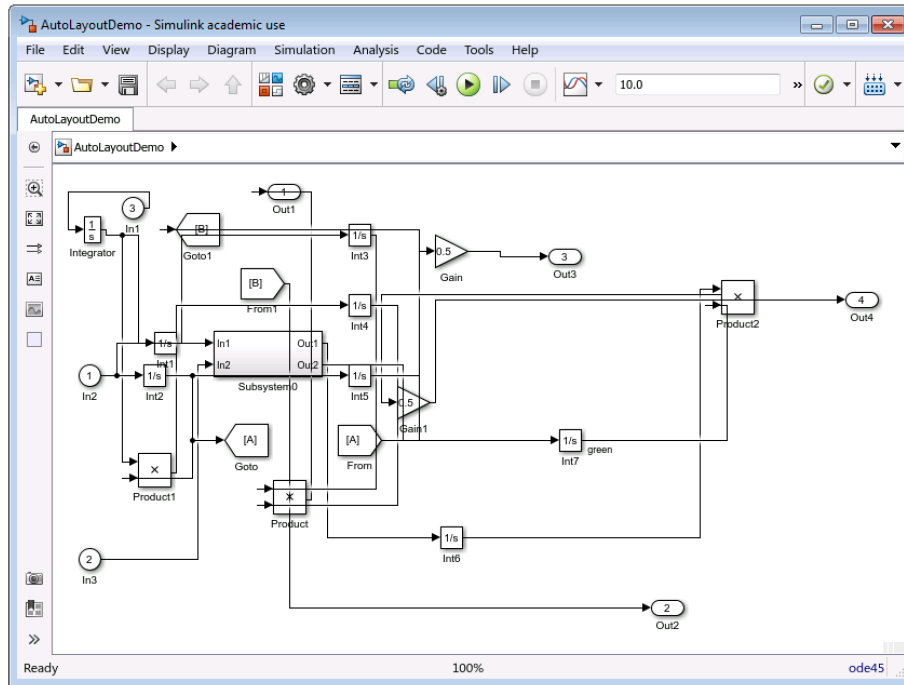 AutoLayoutDemo - Simulink academic use
File Edit View Display Diagram Simulation Analysis Code Tools Help
10.0
»
AutoLayoutDemo
AutoLayoutDemo
1
Out1
3
In1
1
s
Integrator
[B]
Goto1
1/s
Int3
0.5
Gain
3
Out3
[B]
From1
1/s
Int4
×
Product2
4
Out4
1/s
Int1
In1
Out1
In2
Out2
Subsystem0
1
In2
1/s
Int2
1/s
Int5
0.5
Gain1
[A]
Goto
[A]
From
1/s
Int7
green
×
Product1
×
Product
1/s
Int6
2
In3
2
Out2
»
Ready 100% ode45